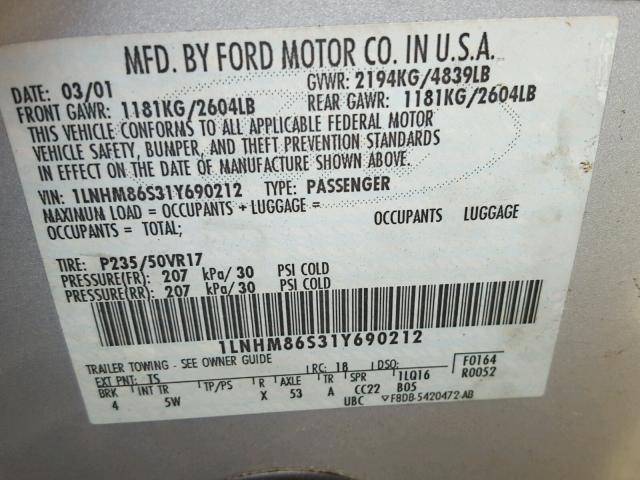 MFD. BY FORD MOTOR CO. IN U.S.A.
DATE: 03/01 GVWR: 2194KG/4839LB
FRONT GAWR: 1181KG/2604LB REAR GAWR: 1181KG/2604LB
THIS VEHICLE CONFORMS TO ALL APPLICABLE FEDERAL MOTOR
VEHICLE SAFETY, BUMPER, AND THEFT PREVENTION STANDARDS
IN EFFECT ON THE DATE OF MANUFACTURE SHOWN ABOVE.
VIN: 1LNHM86S31Y690212 TYPE: PASSENGER
MAXIMUM LOAD = OCCUPANTS + LUGGAGE = OCCUPANTS LUGGAGE
OCCUPANTS = TOTAL;
TIRE: P235/50VR17
PRESSURE(FR): 207 kPa/30 PSI COLD
PRESSURE(RR) 207 kPa/30 PSI COLD
1LNHM86S31Y690212
TRAILER TOWING - SEE OWNER GUIDE
EXT PNT: TS RC: 18 DSO: F0164
BRK INT TR TP/PS R AXLE TR SPR 1LQ16 R0052
4 5W X 53 A CC22 B05
UBC ▽F8DB-5420472-AB